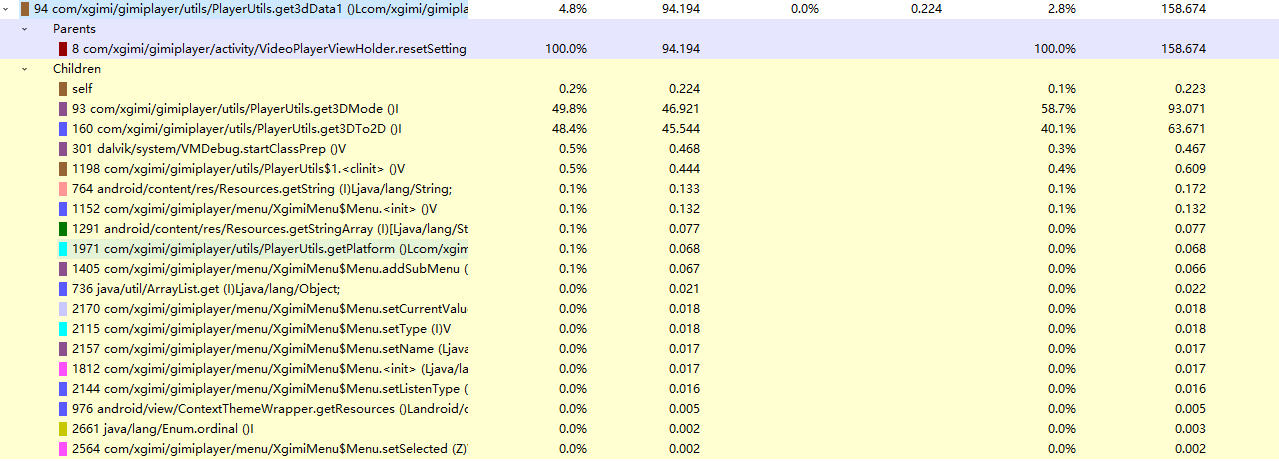 94 com/xgimi/gimiplayer/utils/PlayerUtils.get3dData1 ()Lcom/xgimi/gimipla 4.8% 94.194 0.0% 0.224 2.8% 158.674
Parents
8 com/xgimi/gimiplayer/activity/VideoPlayerViewHolder.resetSetting 100.0% 94.194 100.0% 158.674
Children
self 0.2% 0.224 0.1% 0.223
93 com/xgimi/gimiplayer/utils/PlayerUtils.get3DMode ()I 49.8% 46.921 58.7% 93.071
160 com/xgimi/gimiplayer/utils/PlayerUtils.get3DTo2D ()I 48.4% 45.544 40.1% 63.671
301 dalvik/system/VMDebug.startClassPrep ()V 0.5% 0.468 0.3% 0.467
1198 com/xgimi/gimiplayer/utils/PlayerUtils$1.<clinit> ()V 0.5% 0.444 0.4% 0.609
764 android/content/res/Resources.getString (I)Ljava/lang/String; 0.1% 0.133 0.1% 0.172
1152 com/xgimi/gimiplayer/menu/XgimiMenu$Menu.<init> ()V 0.1% 0.132 0.1% 0.132
1291 android/content/res/Resources.getStringArray (I)[Ljava/lang/St 0.1% 0.077 0.0% 0.077
1971 com/xgimi/gimiplayer/utils/PlayerUtils.getPlatform ()Lcom/xgim 0.1% 0.068 0.0% 0.068
1405 com/xgimi/gimiplayer/menu/XgimiMenu$Menu.addSubMenu ( 0.1% 0.067 0.0% 0.066
736 java/util/ArrayList.get (I)Ljava/lang/Object; 0.0% 0.021 0.0% 0.022
2170 com/xgimi/gimiplayer/menu/XgimiMenu$Menu.setCurrentValu 0.0% 0.018 0.0% 0.018
2115 com/xgimi/gimiplayer/menu/XgimiMenu$Menu.setType (I)V 0.0% 0.018 0.0% 0.018
2157 com/xgimi/gimiplayer/menu/XgimiMenu$Menu.setName (Ljava 0.0% 0.017 0.0% 0.017
1812 com/xgimi/gimiplayer/menu/XgimiMenu$Menu.<init> (Ljava/la 0.0% 0.017 0.0% 0.017
2144 com/xgimi/gimiplayer/menu/XgimiMenu$Menu.setListenType ( 0.0% 0.016 0.0% 0.016
976 android/view/ContextThemeWrapper.getResources ()Landroid/c 0.0% 0.005 0.0% 0.005
2661 java/lang/Enum.ordinal ()I 0.0% 0.002 0.0% 0.003
2564 com/xgimi/gimiplayer/menu/XgimiMenu$Menu.setSelected (Z) 0.0% 0.002 0.0% 0.002